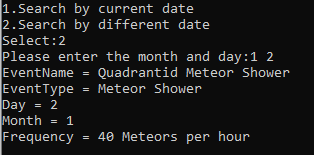 1.Search by current date
2.Search by different date
Select:2
Please enter the month and day:1 2
EventName = Quadrantid Meteor Shower
EventType = Meteor Shower
Day = 2
Month = 1
Frequency = 40 Meteors per hour